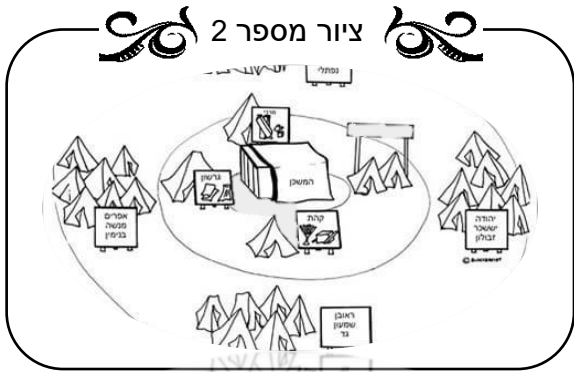 ציור מספר 2
נפתלי
מררי
גרשון
המשכן
קהת
אפרים
מנשה
בנימין
יהודה
יששכר
זבולון
ראובן
שמעון
גד